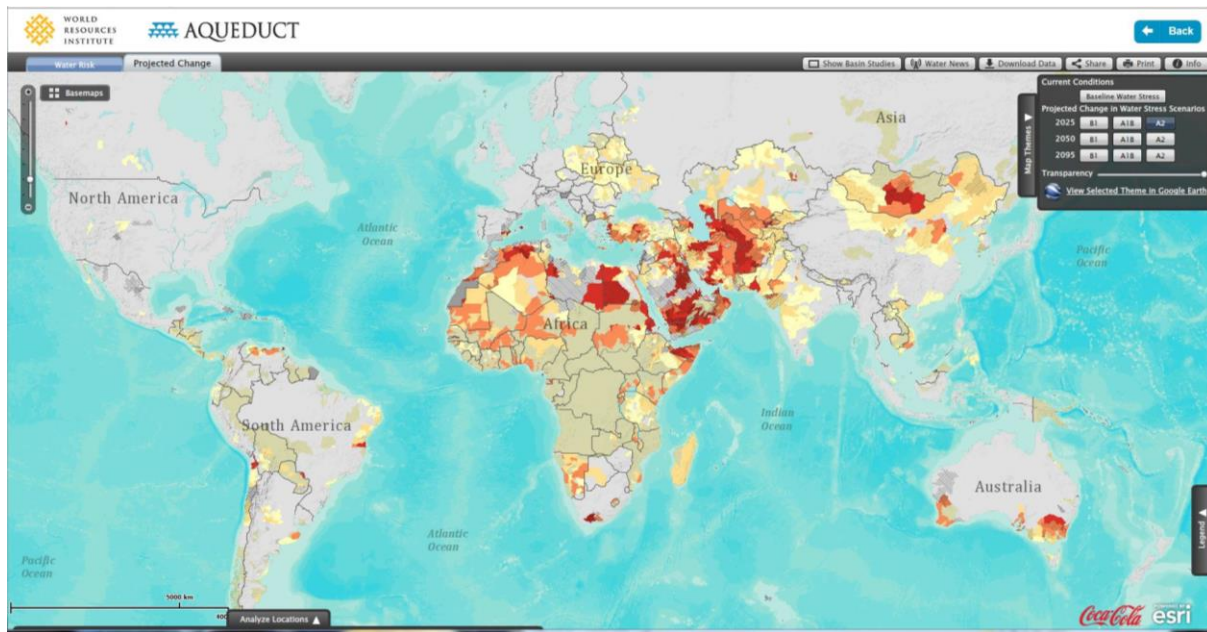 WORLD
RESOURCES
INSTITUTE
AQUEDUCT
Back
Water Risk
Projected Change
Show Basin Studies
Water News
Download Data
Share
Print
Info
Basemaps
Current Conditions
Baseline Water Stress
Projected Change in Water Stress Scenarios
2025 B1 A1B A2
2050 B1 A1B A2
2095 B1 A1B A2
Transparency
View Selected Theme in Google Earth
Map Themes
Asia
Europe
North America
Atlantic
Ocean
Pacific
Ocean
Africa
South America
Indian
Ocean
Australia
Atlantic
Ocean
Pacific
Ocean
Legend
5000 km
Analyze Locations
Coca-Cola
POWERED BY
esri